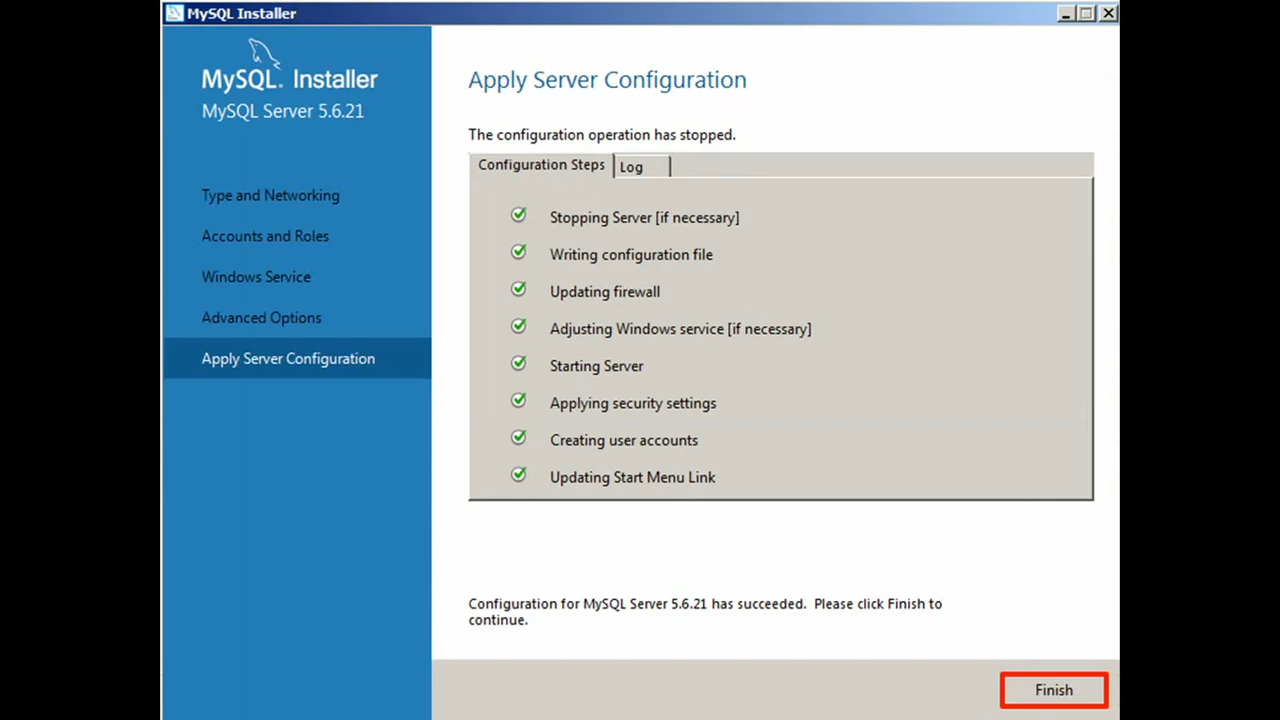 MySQL Installer
MySQL. Installer
MySQL Server 5.6.21
Type and Networking
Accounts and Roles
Windows Service
Advanced Options
Apply Server Configuration
Apply Server Configuration
The configuration operation has stopped.
Configuration Steps
Log
Stopping Server [if necessary]
Writing configuration file
Updating firewall
Adjusting Windows service [if necessary]
Starting Server
Applying security settings
Creating user accounts
Updating Start Menu Link
Configuration for MySQL Server 5.6.21 has succeeded. Please click Finish to
continue.
Finish